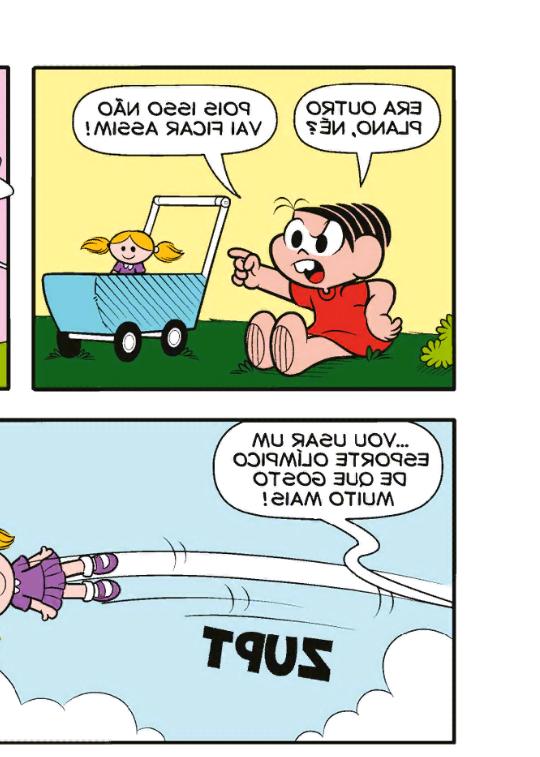 ERA OUTRO
PLANO, NÉ?
POIS ISSO NÃO
VAI FICAR ASSIM!
...VOU USAR UM
ESPORTE OLÍMPICO
DE QUE GOSTO
MUITO MAIS!
ZUPT